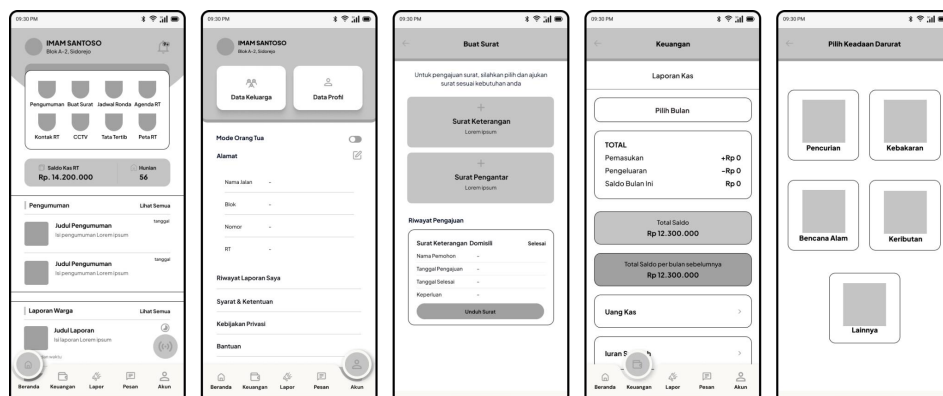 09:30 PM
IMAM SANTOSO
Blok A-2, Sidorejo
Pengumuman Buat Surat Jadwal Ronda Agenda RT
Kontak RT CCTV Tata Tertib Peta RT
Saldo Kas RT
Rp. 14.200.000
Hunian
56
Pengumuman Lihat Semua
Judul Pengumuman tanggal
Isi pengumuman Lorem ipsum
Judul Pengumuman tanggal
Isi pengumuman Lorem ipsum
Laporan Warga Lihat Semua
Judul Laporan
Isi laporan Lorem ipsum
Beranda Keuangan Lapor Pesan Akun
09:30 PM
IMAM SANTOSO
Blok A-2, Sidorejo
Data Keluarga Data Profil
Mode Orang Tua
Alamat
Nama Jalan -
Blok -
Nomor -
RT -
Riwayat Laporan Saya
Syarat & Ketentuan
Kebijakan Privasi
Bantuan
Beranda Keuangan Lapor Pesan Akun
09:30 PM
Buat Surat
Untuk pengajuan surat, silahkan pilih dan ajukan
surat sesuai kebutuhan anda
Surat Keterangan
Lorem ipsum
Surat Pengantar
Lorem ipsum
Riwayat Pengajuan
Surat Keterangan Domisili Selesai
Nama Pemohon -
Tanggal Pengajuan -
Tanggal Selesai -
Keperluan -
Unduh Surat
09:30 PM
Keuangan
Laporan Kas
Pilih Bulan
TOTAL
Pemasukan +Rp 0
Pengeluaran -Rp 0
Saldo Bulan Ini Rp 0
Total Saldo
Rp 12.300.000
Total Saldo per bulan sebelumnya
Rp 12.300.000
Uang Kas
Iuran
Beranda Keuangan Lapor Pesan Akun
09:30 PM
Pilih Keadaan Darurat
Pencurian Kebakaran
Bencana Alam Keributan
Lainnya